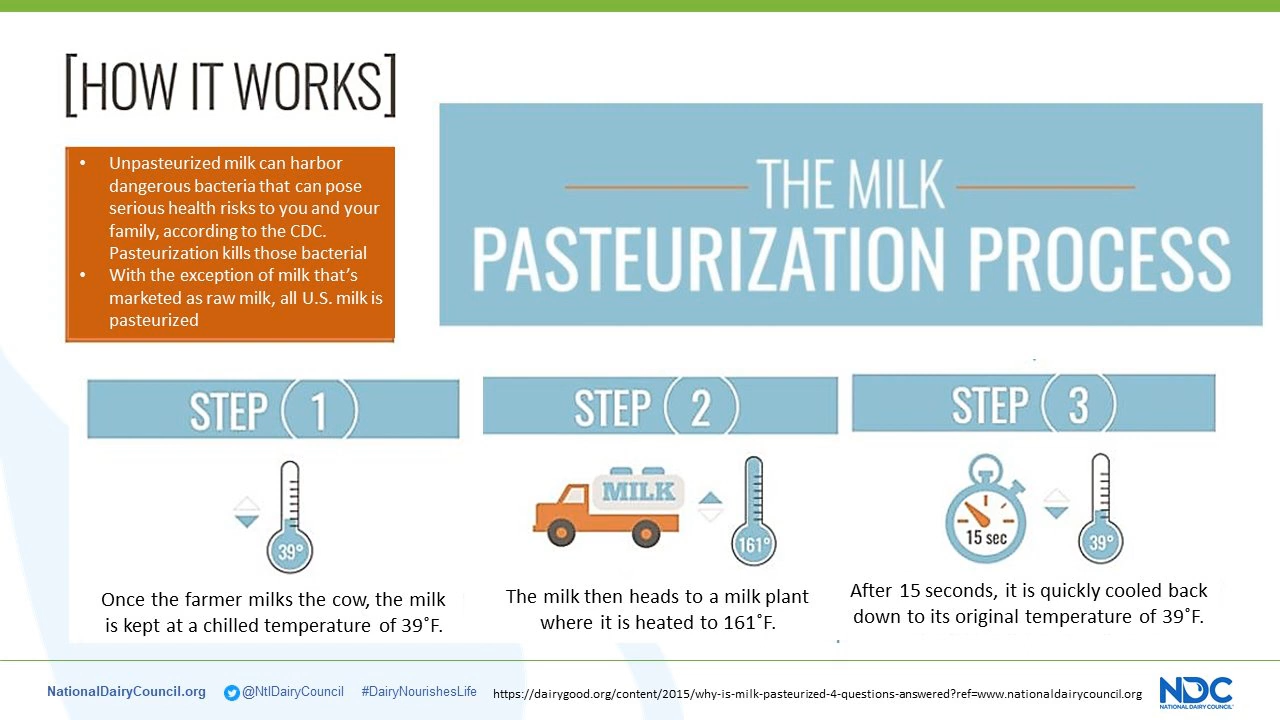 [HOW IT WORKS]
• Unpasteurized milk can harbor
dangerous bacteria that can pose
serious health risks to you and your
family, according to the CDC.
Pasteurization kills those bacterial
• With the exception of milk that's
marketed as raw milk, all U.S. milk is
pasteurized
THE MILK
PASTEURIZATION PROCESS
STEP 1
39°
Once the farmer milks the cow, the milk
is kept at a chilled temperature of 39˚F.
STEP 2
MILK
161°
The milk then heads to a milk plant
where it is heated to 161˚F.
STEP 3
15 sec
39°
After 15 seconds, it is quickly cooled back
down to its original temperature of 39˚F.
NationalDairyCouncil.org @NtlDairyCouncil #DairyNourishesLife https://dairygood.org/content/2015/why-is-milk-pasteurized-4-questions-answered?ref=www.nationaldairycouncil.org
NDC
NATIONAL DAIRY COUNCIL